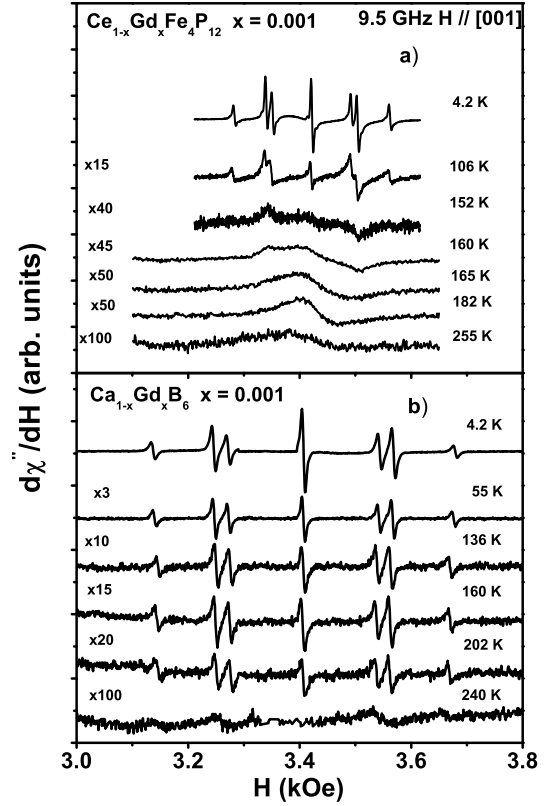 Ce₁₋ₓGdₓFe₄P₁₂ x = 0.001 9.5 GHz H // [001]
a)
4.2 K
x15 106 K
x40 152 K
x45 160 K
x50 165 K
x50 182 K
x100 255 K
Ca₁₋ₓGdₓB₆ x = 0.001
b)
4.2 K
x3 55 K
x10 136 K
x15 160 K
x20 202 K
x100 240 K
dχ"/dH (arb. units)
3.0 3.2 3.4 3.6 3.8
H (kOe)